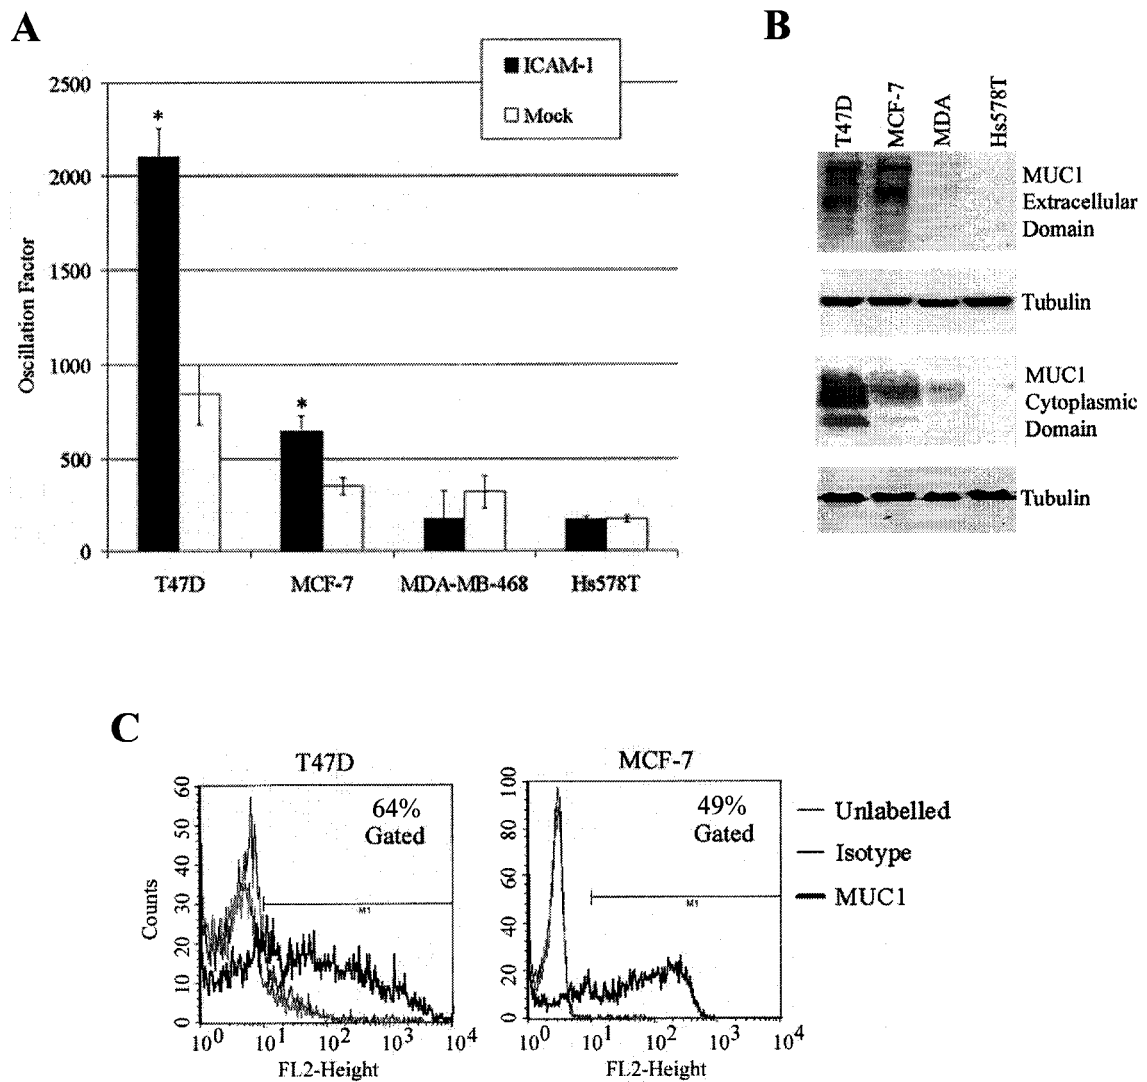 A
ICAM-1
Mock
2500
2000
1500
1000
500
0
Oscillation Factor
*
*
T47D
MCF-7
MDA-MB-468
Hs578T
B
T47D
MCF-7
MDA
Hs578T
MUC1
Extracellular
Domain
Tubulin
MUC1
Cytoplasmic
Domain
Tubulin
C
T47D
64%
Gated
M1
Counts
60
50
40
30
20
10
0
10^0
10^1
10^2
10^3
10^4
FL2-Height
MCF-7
49%
Gated
M1
100
80
60
40
20
0
10^0
10^1
10^2
10^3
10^4
FL2-Height
Unlabelled
Isotype
MUC1